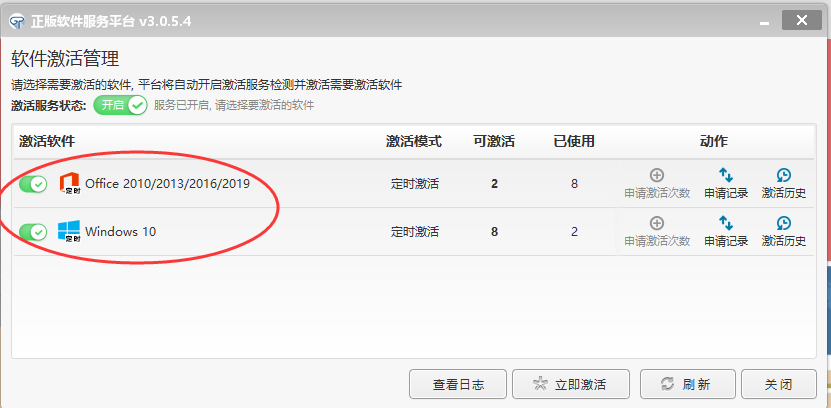 正版软件服务平台 v3.0.5.4
软件激活管理
请选择需要激活的软件, 平台将自动开启激活服务检测并激活需要激活软件
激活服务状态: 开启 服务已开启, 请选择要激活的软件
激活软件 激活模式 可激活 已使用 动作
定时 Office 2010/2013/2016/2019 定时激活 2 8 申请激活次数 申请记录 激活历史
定时 Windows 10 定时激活 8 2 申请激活次数 申请记录 激活历史
查看日志 立即激活 刷新 关闭